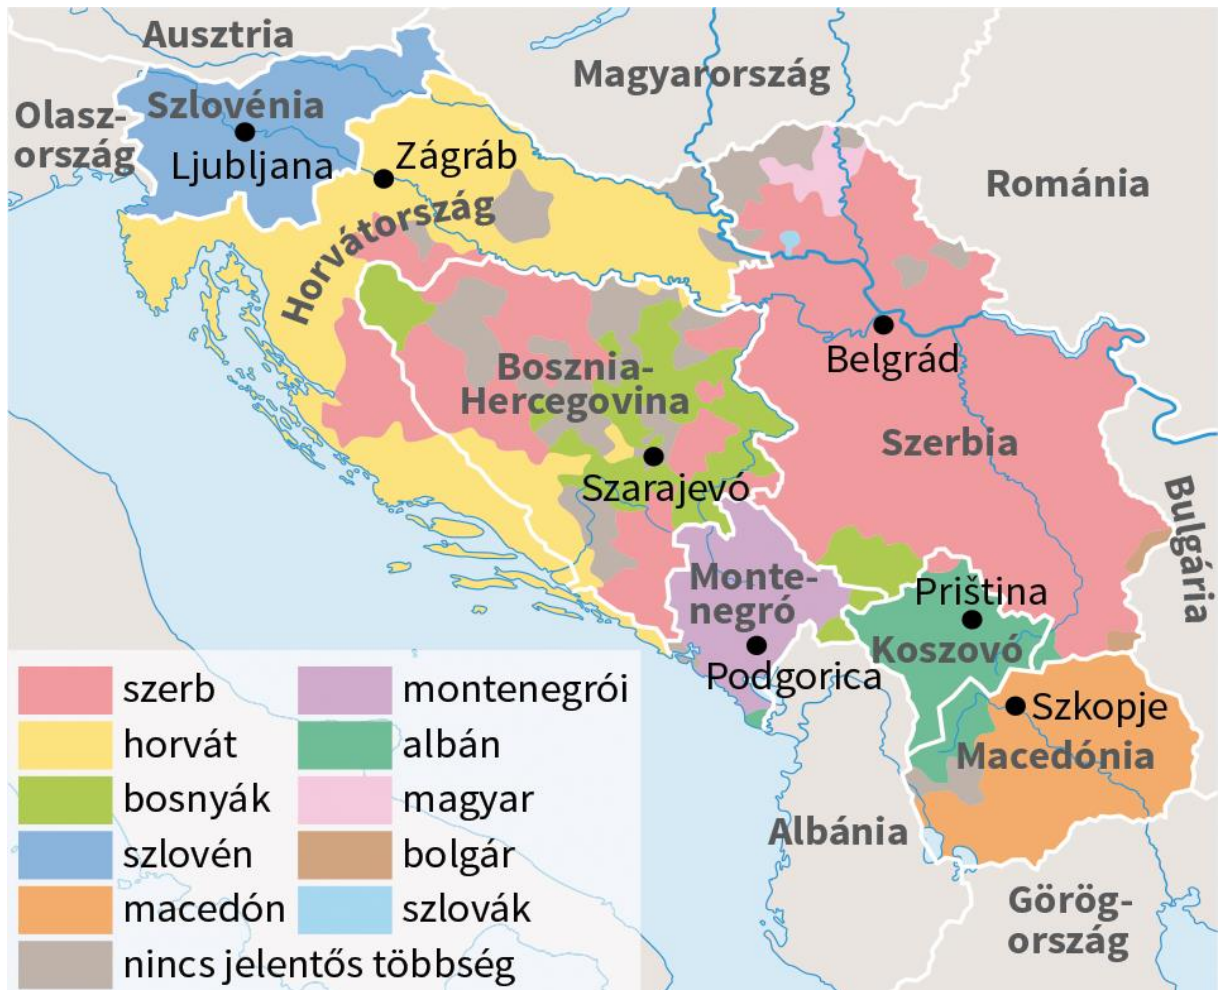 Ausztria
Magyarország
Olasz-
ország
Szlovénia
Ljubljana
Zágráb
Horvátország
Románia
Bosznia-
Hercegovina
Szarajevó
Belgrád
Szerbia
Bulgária
Monte-
negró
Podgorica
Priština
Koszovó
Szkopje
Macedónia
Albánia
Görög-
ország
szerb
horvát
bosnyák
szlovén
macedón
nincs jelentős többség
montenegrói
albán
magyar
bolgár
szlovák